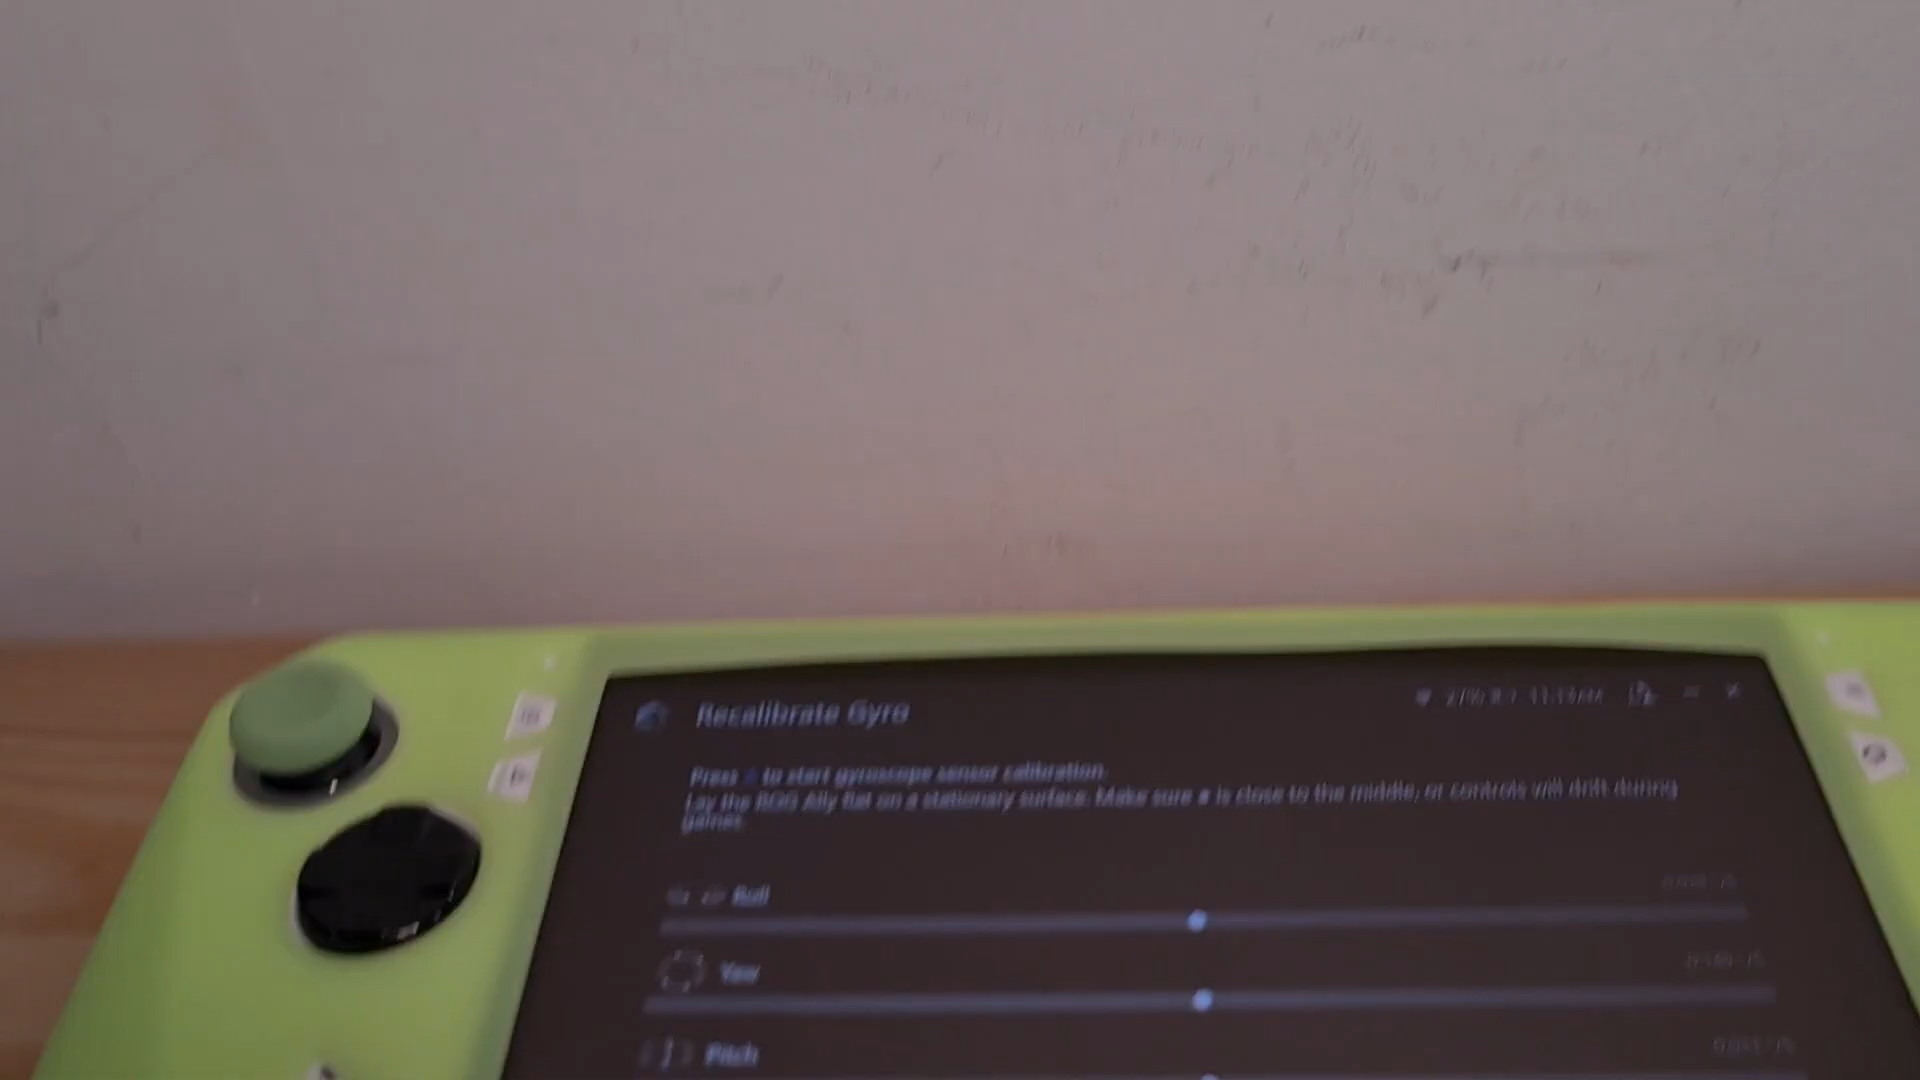 Recalibrate Gyro
Press A to start gyroscope sensor calibration.
Lay the ROG Ally flat on a stationary surface. Make sure is close to the middle, or controls will drift during
games.
Roll
Yaw
Pitch